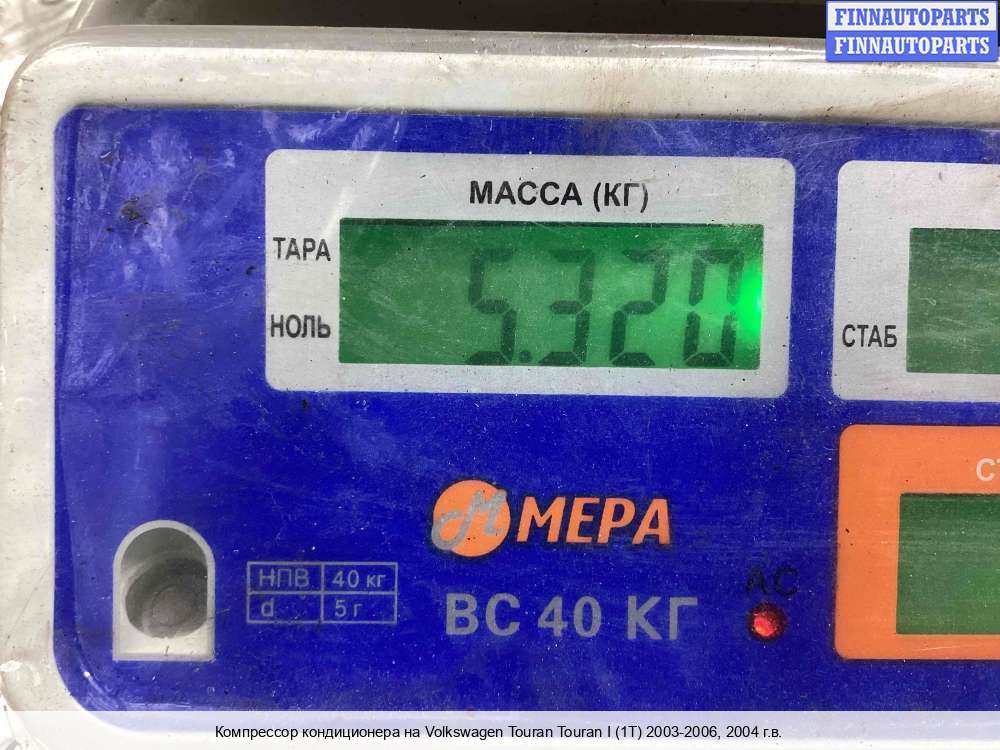 FINNAUTOPARTS
FINNAUTOPARTS
МАССА (КГ)
ТАРА
5.320
НОЛЬ
СТАБ
М МЕРА
НПВ 40 кг
d 5 г
ВС 40 КГ
AC
Компрессор кондиционера на Volkswagen Touran Touran I (1T) 2003-2006, 2004 г.в.